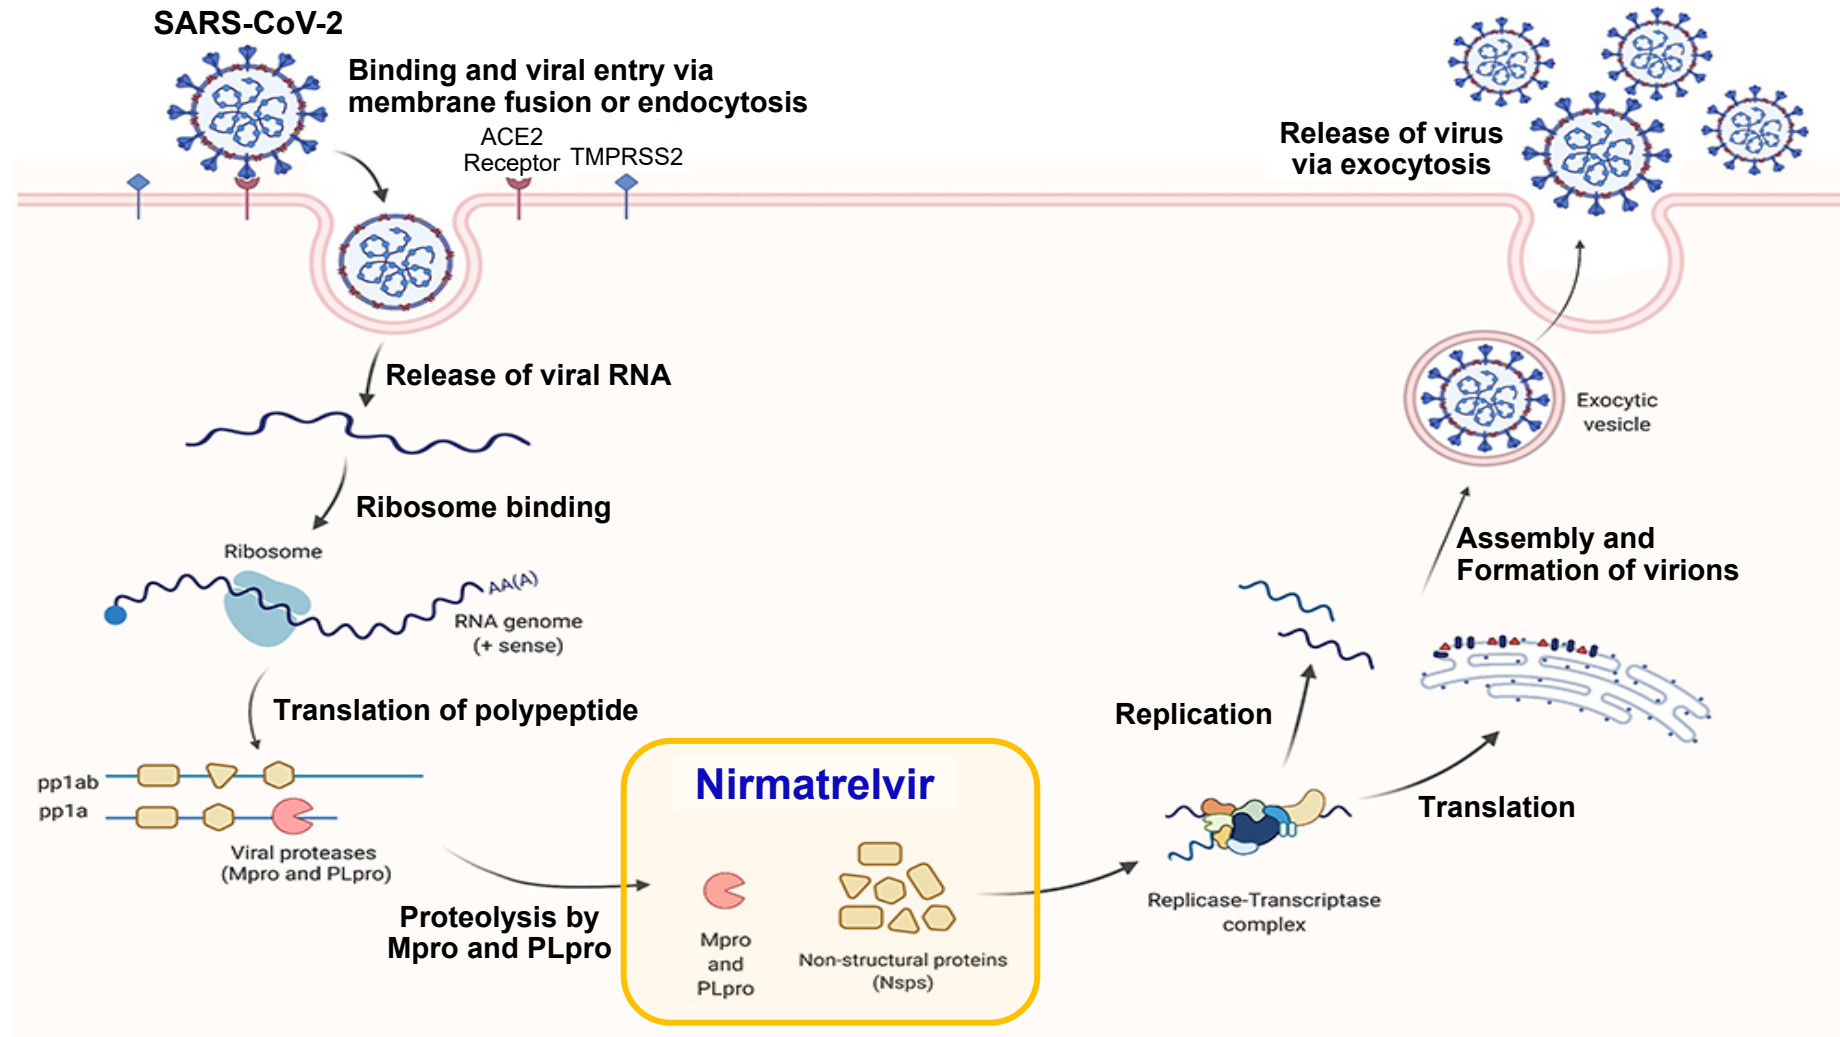 SARS-CoV-2
Binding and viral entry via
membrane fusion or endocytosis
ACE2
Receptor
TMPRSS2
Release of viral RNA
Ribosome binding
Ribosome
AA(A)
RNA genome
(+ sense)
Translation of polypeptide
pp1ab
pp1a
Viral proteases
(Mpro and PLpro)
Proteolysis by
Mpro and PLpro
Nirmatrelvir
Mpro
and
PLpro
Non-structural proteins
(Nsps)
Replicase-Transcriptase
complex
Replication
Translation
Assembly and
Formation of virions
Exocytic
vesicle
Release of virus
via exocytosis